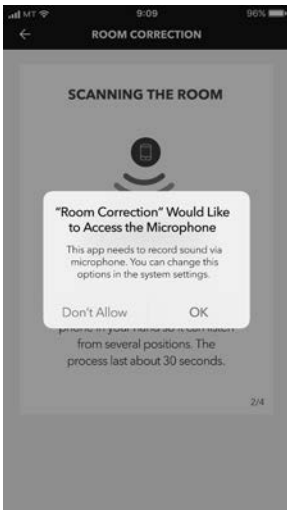 MT 9:09 96%
ROOM CORRECTION
SCANNING THE ROOM
“Room Correction” Would Like
to Access the Microphone
This app needs to record sound via
microphone. You can change this
options in the system settings.
Don't Allow OK
phone in your hand so it can listen
from several positions. The
process last about 30 seconds.
2/4